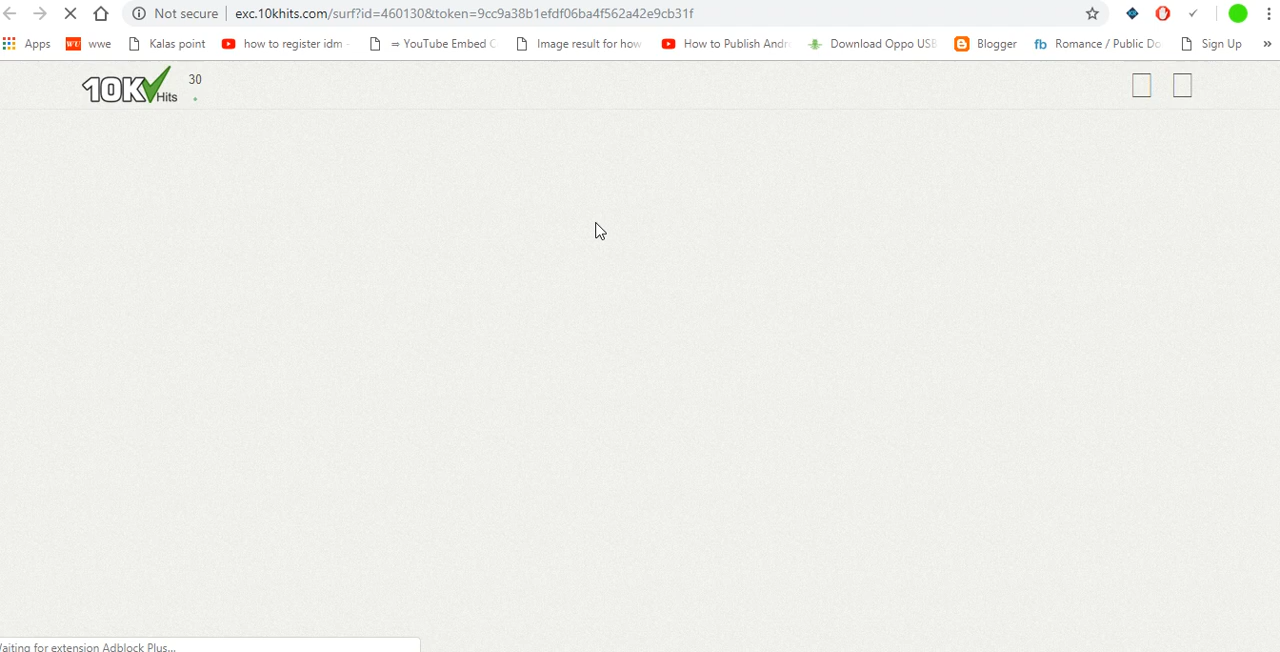 Not secure exc.10khits.com/surf?id=460130&token=9cc9a38b1efdf06ba4f562a42e9cb31f
Apps WU wwe Kalas point how to register idm - ⇒ YouTube Embed C Image result for how How to Publish Andr Download Oppo USB Blogger fb Romance / Public Do Sign Up »
10K Hits 30
Waiting for extension Adblock Plus...